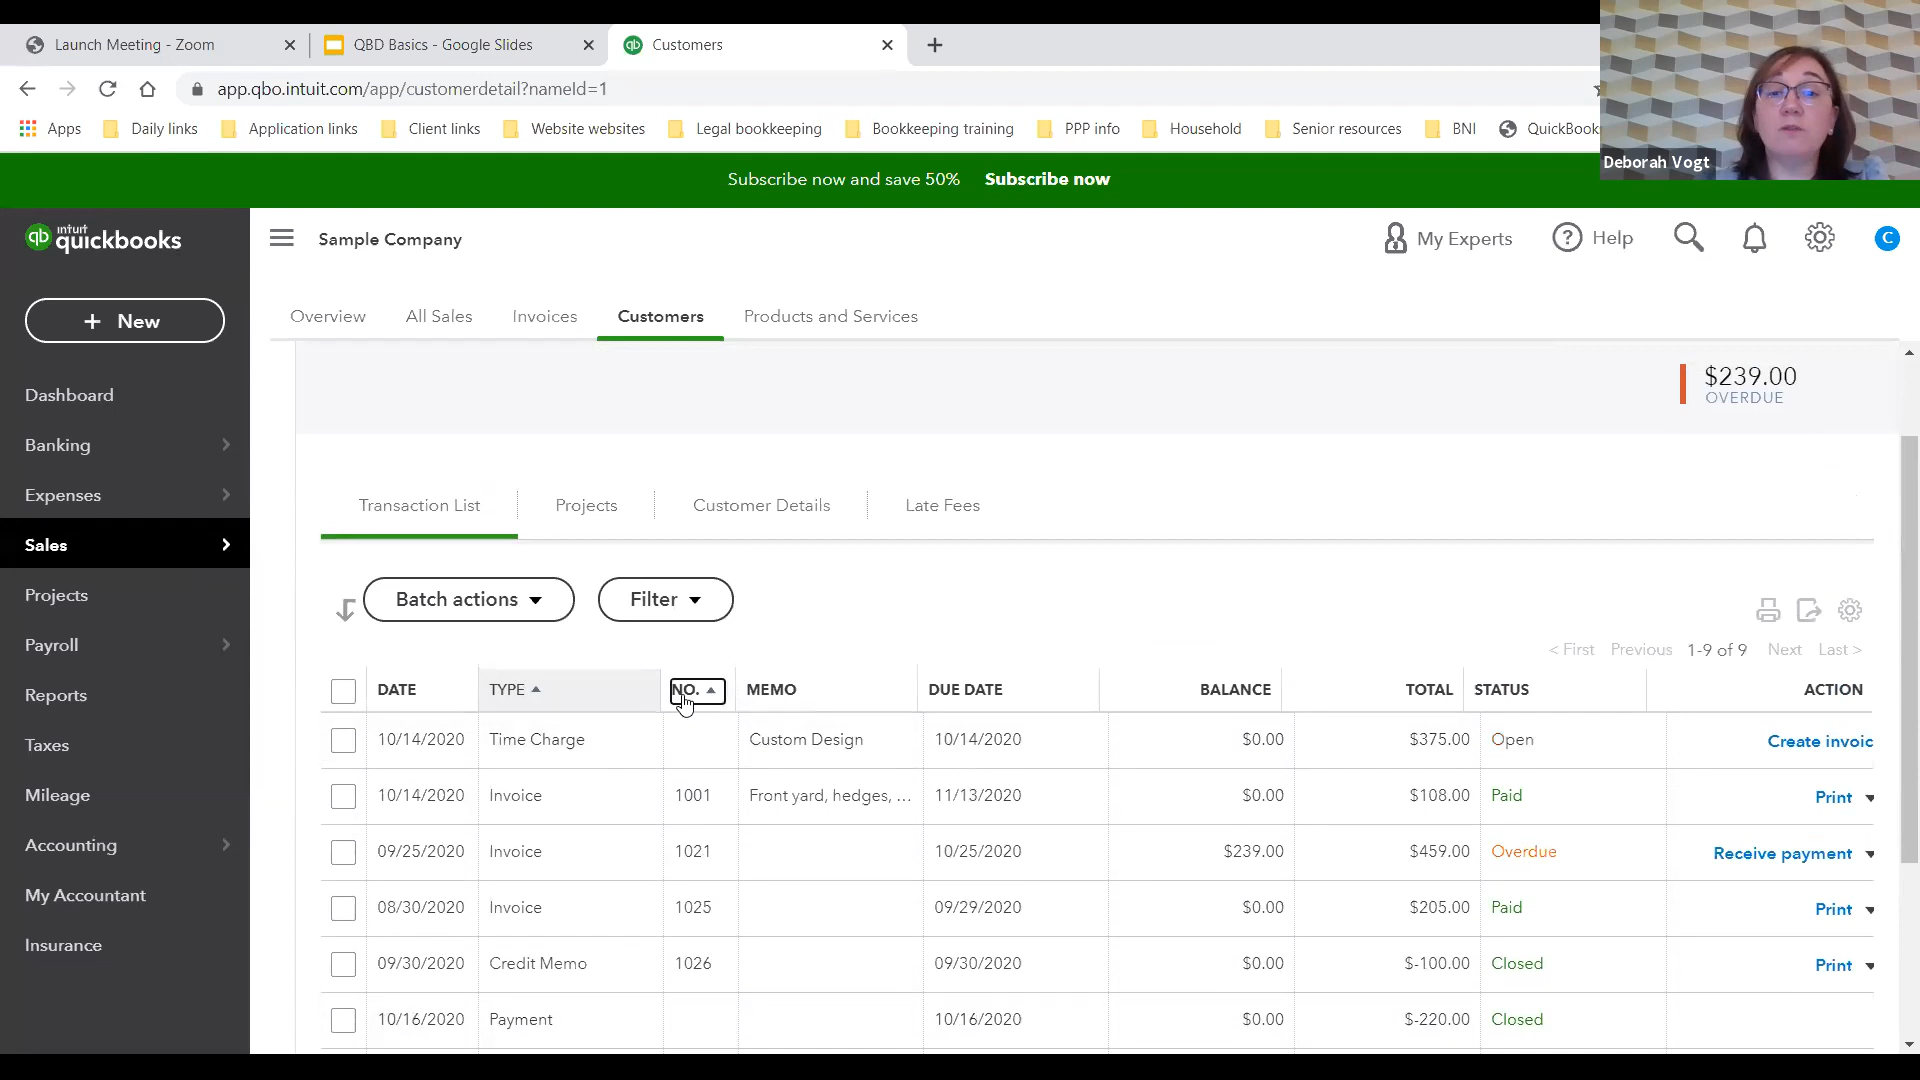 Launch Meeting - Zoom
QBD Basics - Google Slides
Customers
app.qbo.intuit.com/app/customerdetail?nameId=1
Apps Daily links Application links Client links Website websites Legal bookkeeping Bookkeeping training PPP info Household Senior resources BNI
Deborah Vogt
Subscribe now and save 50% Subscribe now
qb intuit quickbooks
Sample Company
My Experts Help C
+ New
Overview All Sales Invoices Customers Products and Services
Dashboard
Banking
Expenses
Sales
Projects
Payroll
Reports
Taxes
Mileage
Accounting
My Accountant
Insurance
$239.00
OVERDUE
Transaction List Projects Customer Details Late Fees
Batch actions Filter
< First Previous 1-9 of 9 Next Last >
DATE TYPE NO. MEMO DUE DATE BALANCE TOTAL STATUS ACTION
10/14/2020 Time Charge Custom Design 10/14/2020 $0.00 $375.00 Open Create invoic
10/14/2020 Invoice 1001 Front yard, hedges, ... 11/13/2020 $0.00 $108.00 Paid Print
09/25/2020 Invoice 1021 10/25/2020 $239.00 $459.00 Overdue Receive payment
08/30/2020 Invoice 1025 09/29/2020 $0.00 $205.00 Paid Print
09/30/2020 Credit Memo 1026 09/30/2020 $0.00 $-100.00 Closed Print
10/16/2020 Payment 10/16/2020 $0.00 $-220.00 Closed